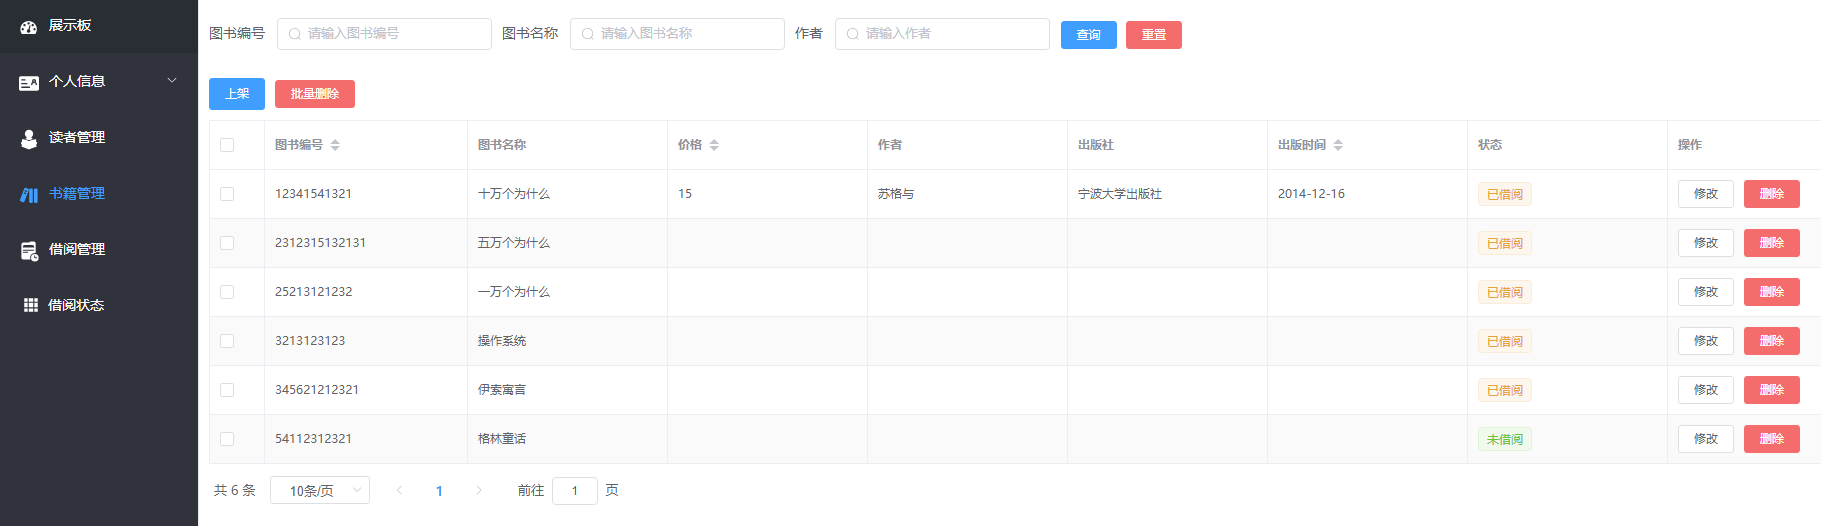 展示板
个人信息
读者管理
书籍管理
借阅管理
借阅状态
图书编号 请输入图书编号 图书名称 请输入图书名称 作者 请输入作者 查询 重置
上架 批量删除
图书编号 图书名称 价格 作者 出版社 出版时间 状态 操作
12341541321 十万个为什么 15 苏格与 宁波大学出版社 2014-12-16 已借阅 修改 删除
2312315132131 五万个为什么 已借阅 修改 删除
25213121232 一万个为什么 已借阅 修改 删除
3213123123 操作系统 已借阅 修改 删除
345621212321 伊索寓言 已借阅 修改 删除
54112312321 格林童话 未借阅 修改 删除
共 6 条 10条/页 1 前往 1 页